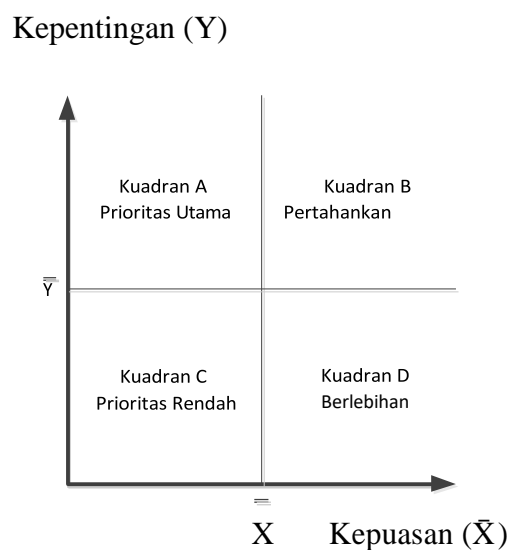 Kepentingan (Y)
Kuadran A
Prioritas Utama
Kuadran B
Pertahankan
Y̿
Kuadran C
Prioritas Rendah
Kuadran D
Berlebihan
X̿ Kepuasan (X̄)